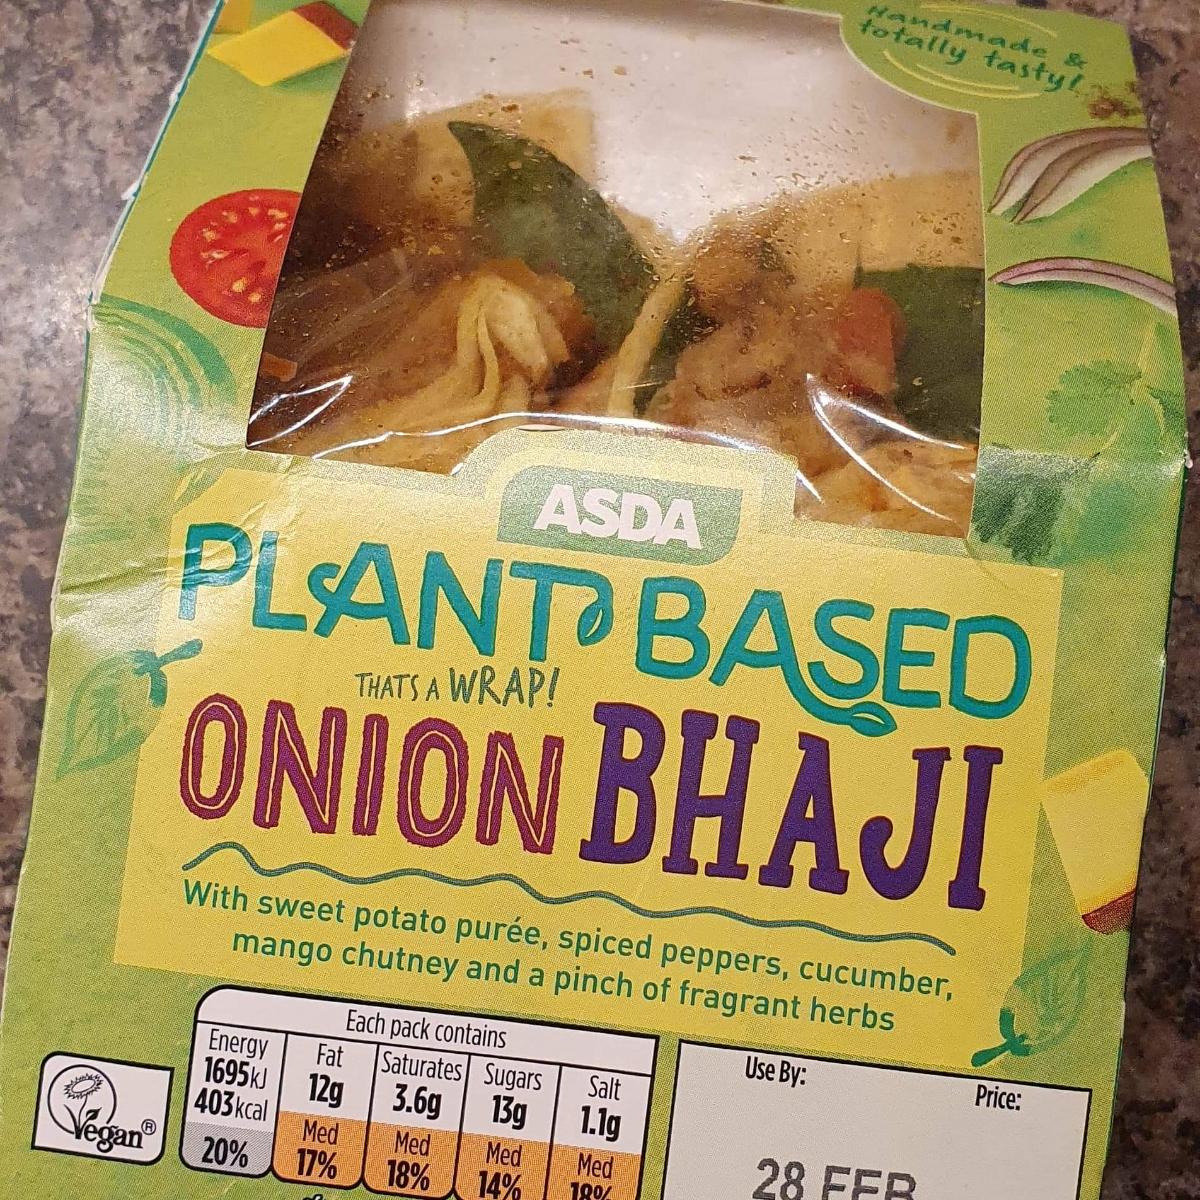 Handmade &
totally tasty!
ASDA
PLANT BASED
THATS A WRAP!
ONION BHAJI
With sweet potato purée, spiced peppers, cucumber,
mango chutney and a pinch of fragrant herbs
Each pack contains
Energy
1695kJ
403kcal
20%
Fat
12g
Med
17%
Saturates
3.6g
Med
18%
Sugars
13g
Med
14%
Salt
1.1g
Med
18%
Vegan®
Use By:
Price:
28 FEB